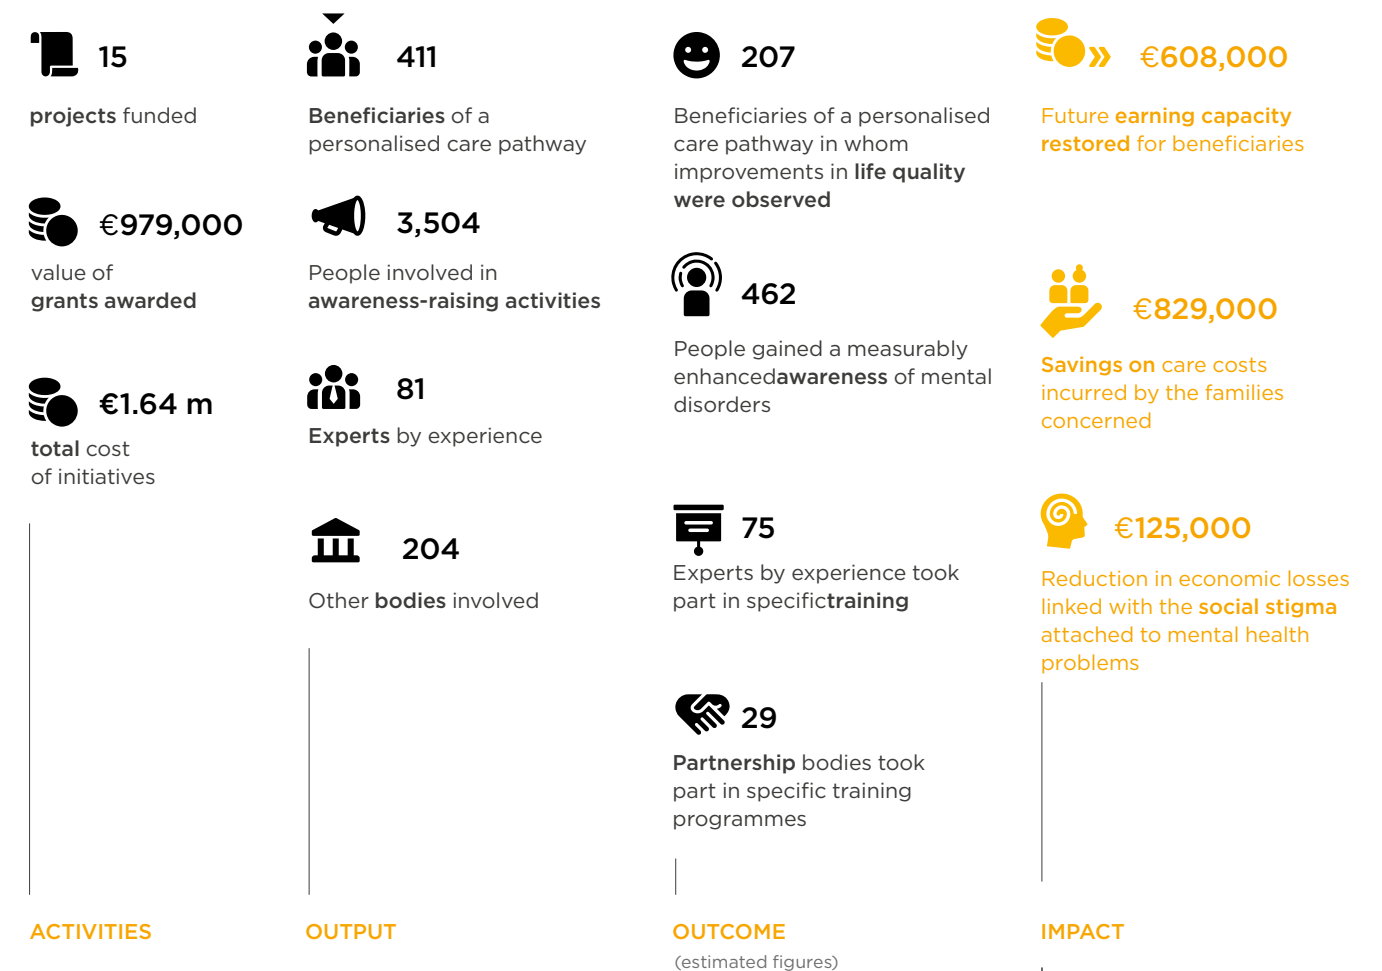 15
projects funded
€979,000
value of
grants awarded
€1.64 m
total cost
of initiatives
ACTIVITIES
411
Beneficiaries of a
personalised care pathway
3,504
People involved in
awareness-raising activities
81
Experts by experience
204
Other bodies involved
OUTPUT
207
Beneficiaries of a personalised
care pathway in whom
improvements in life quality
were observed
462
People gained a measurably
enhancedawareness of mental
disorders
75
Experts by experience took
part in specifictraining
29
Partnership bodies took
part in specific training
programmes
OUTCOME
(estimated figures)
€608,000
Future earning capacity
restored for beneficiaries
€829,000
Savings on care costs
incurred by the families
concerned
€125,000
Reduction in economic losses
linked with the social stigma
attached to mental health
problems
IMPACT